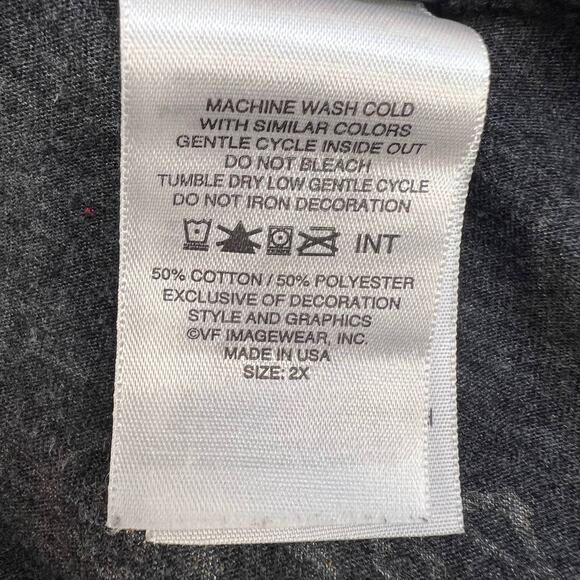 MACHINE WASH COLD
WITH SIMILAR COLORS
GENTLE CYCLE INSIDE OUT
DO NOT BLEACH
TUMBLE DRY LOW GENTLE CYCLE
DO NOT IRON DECORATION
INT
50% COTTON / 50% POLYESTER
EXCLUSIVE OF DECORATION
STYLE AND GRAPHICS
©VF IMAGEWEAR, INC.
MADE IN USA
SIZE: 2X